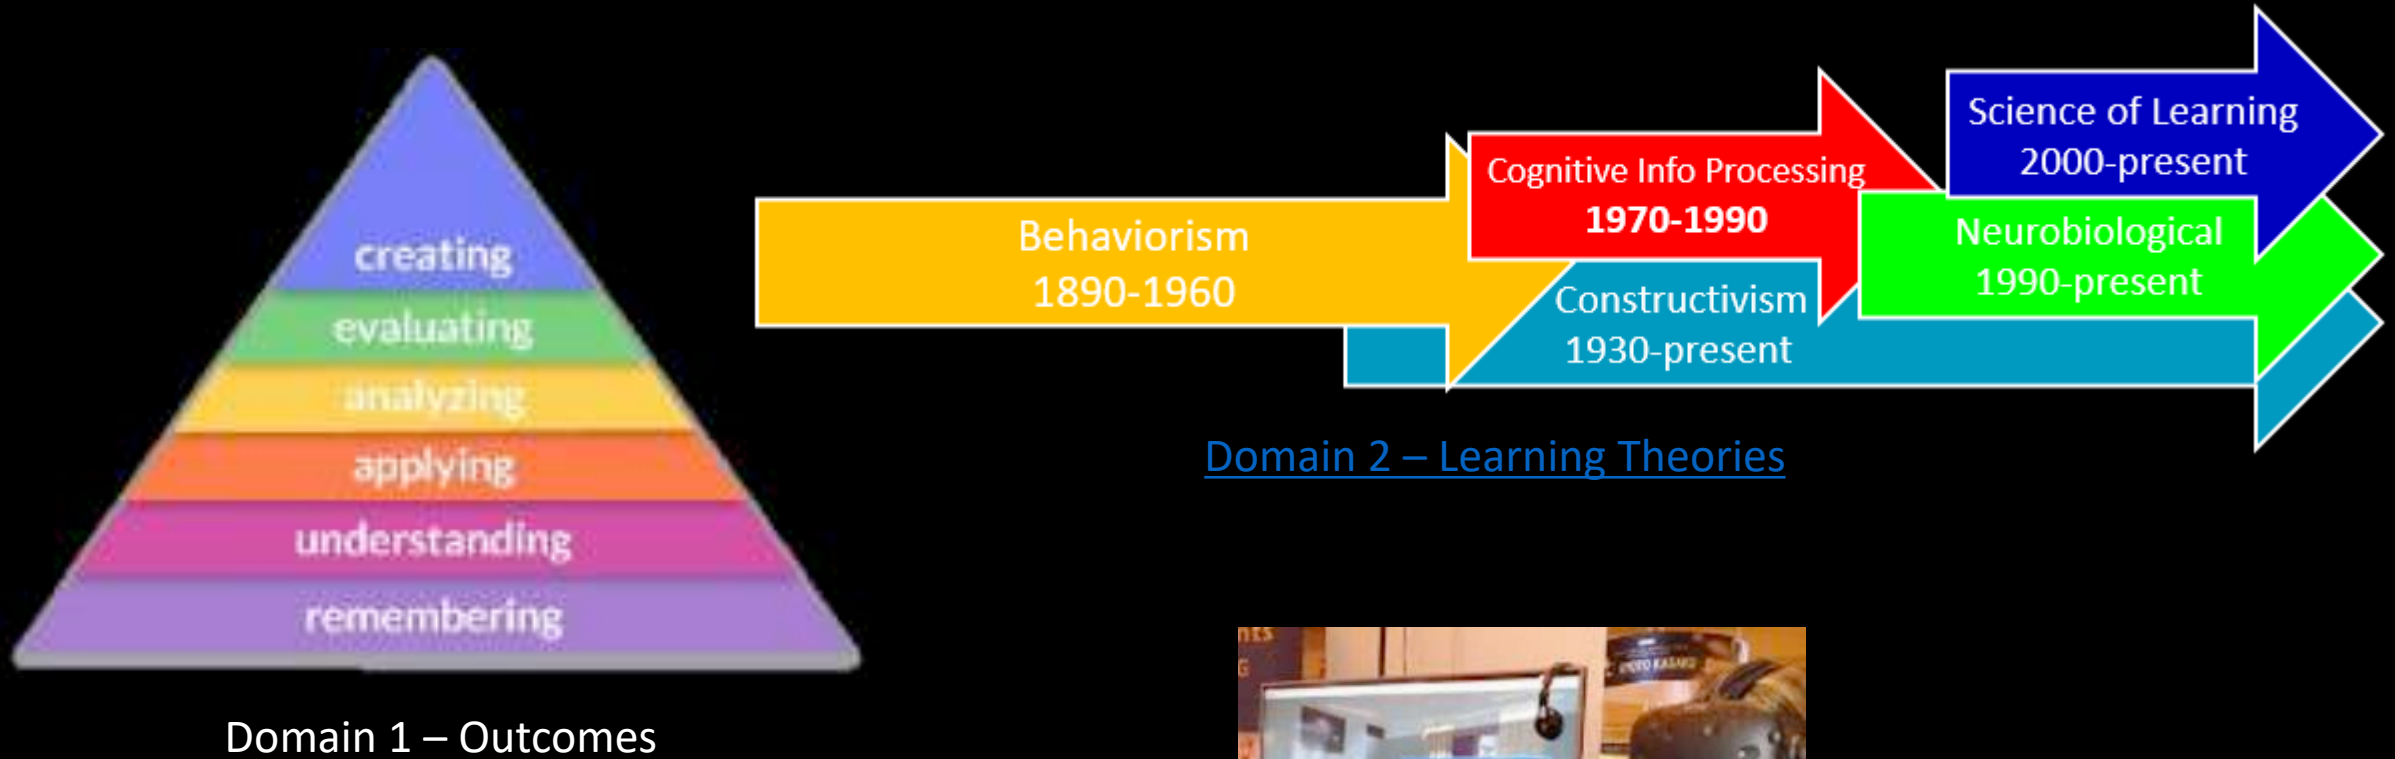 creating
evaluating
analyzing
applying
understanding
remembering
Domain 1 – Outcomes
Behaviorism
1890-1960
Cognitive Info Processing
1970-1990
Constructivism
1930-present
Science of Learning
2000-present
Neurobiological
1990-present
Domain 2 – Learning Theories